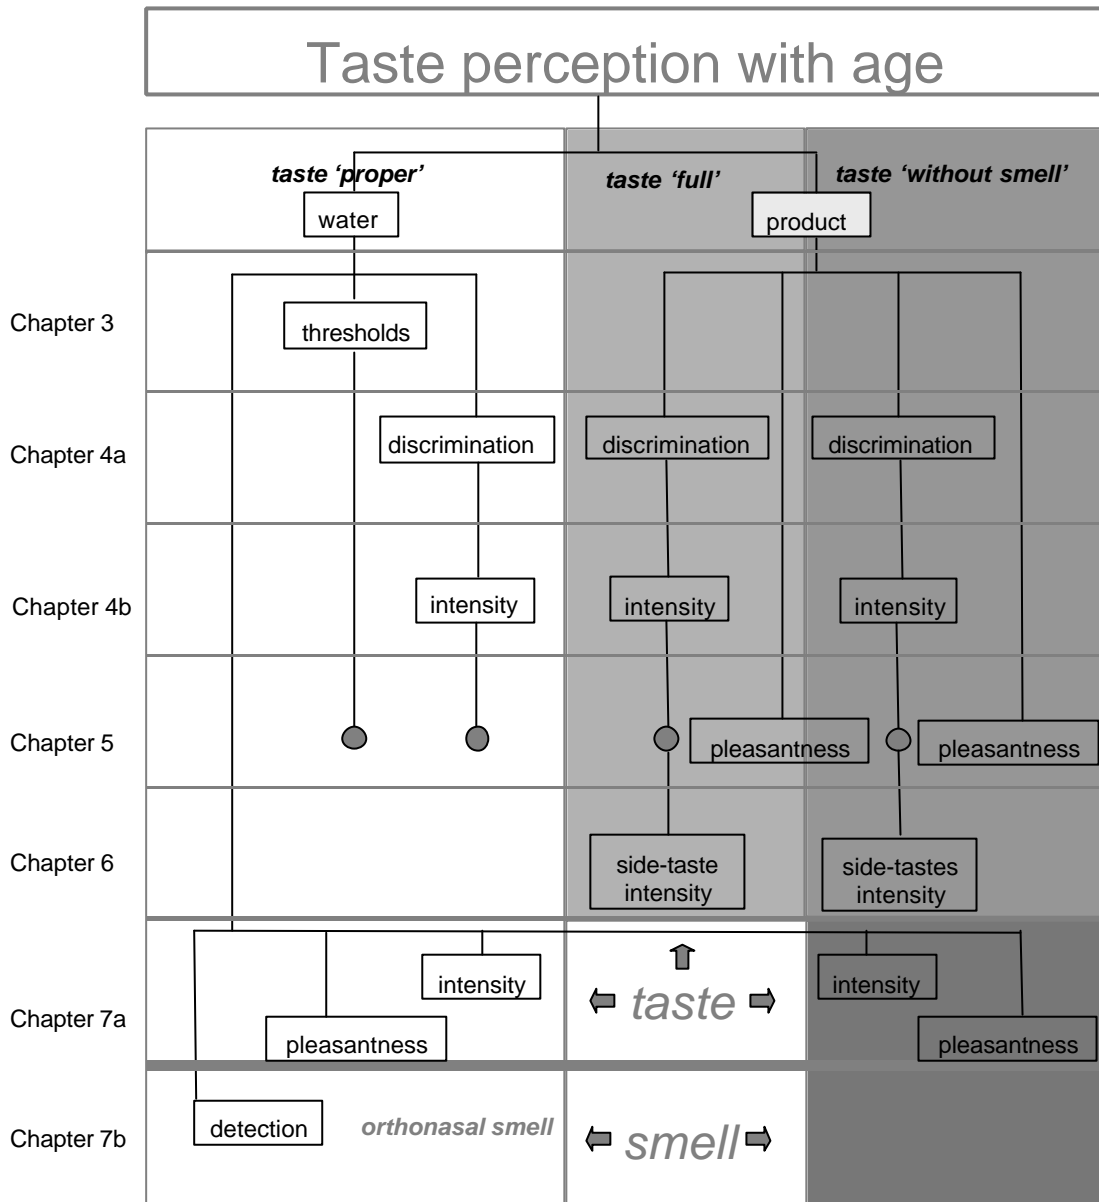 Taste perception with age
taste ‘proper’
taste ‘full’
taste ‘without smell’
water
product
Chapter 3
thresholds
Chapter 4a
discrimination
discrimination
discrimination
Chapter 4b
intensity
intensity
intensity
Chapter 5
pleasantness
pleasantness
Chapter 6
side-taste
intensity
side-tastes
intensity
Chapter 7a
intensity
taste
intensity
pleasantness
pleasantness
Chapter 7b
detection
orthonasal smell
smell